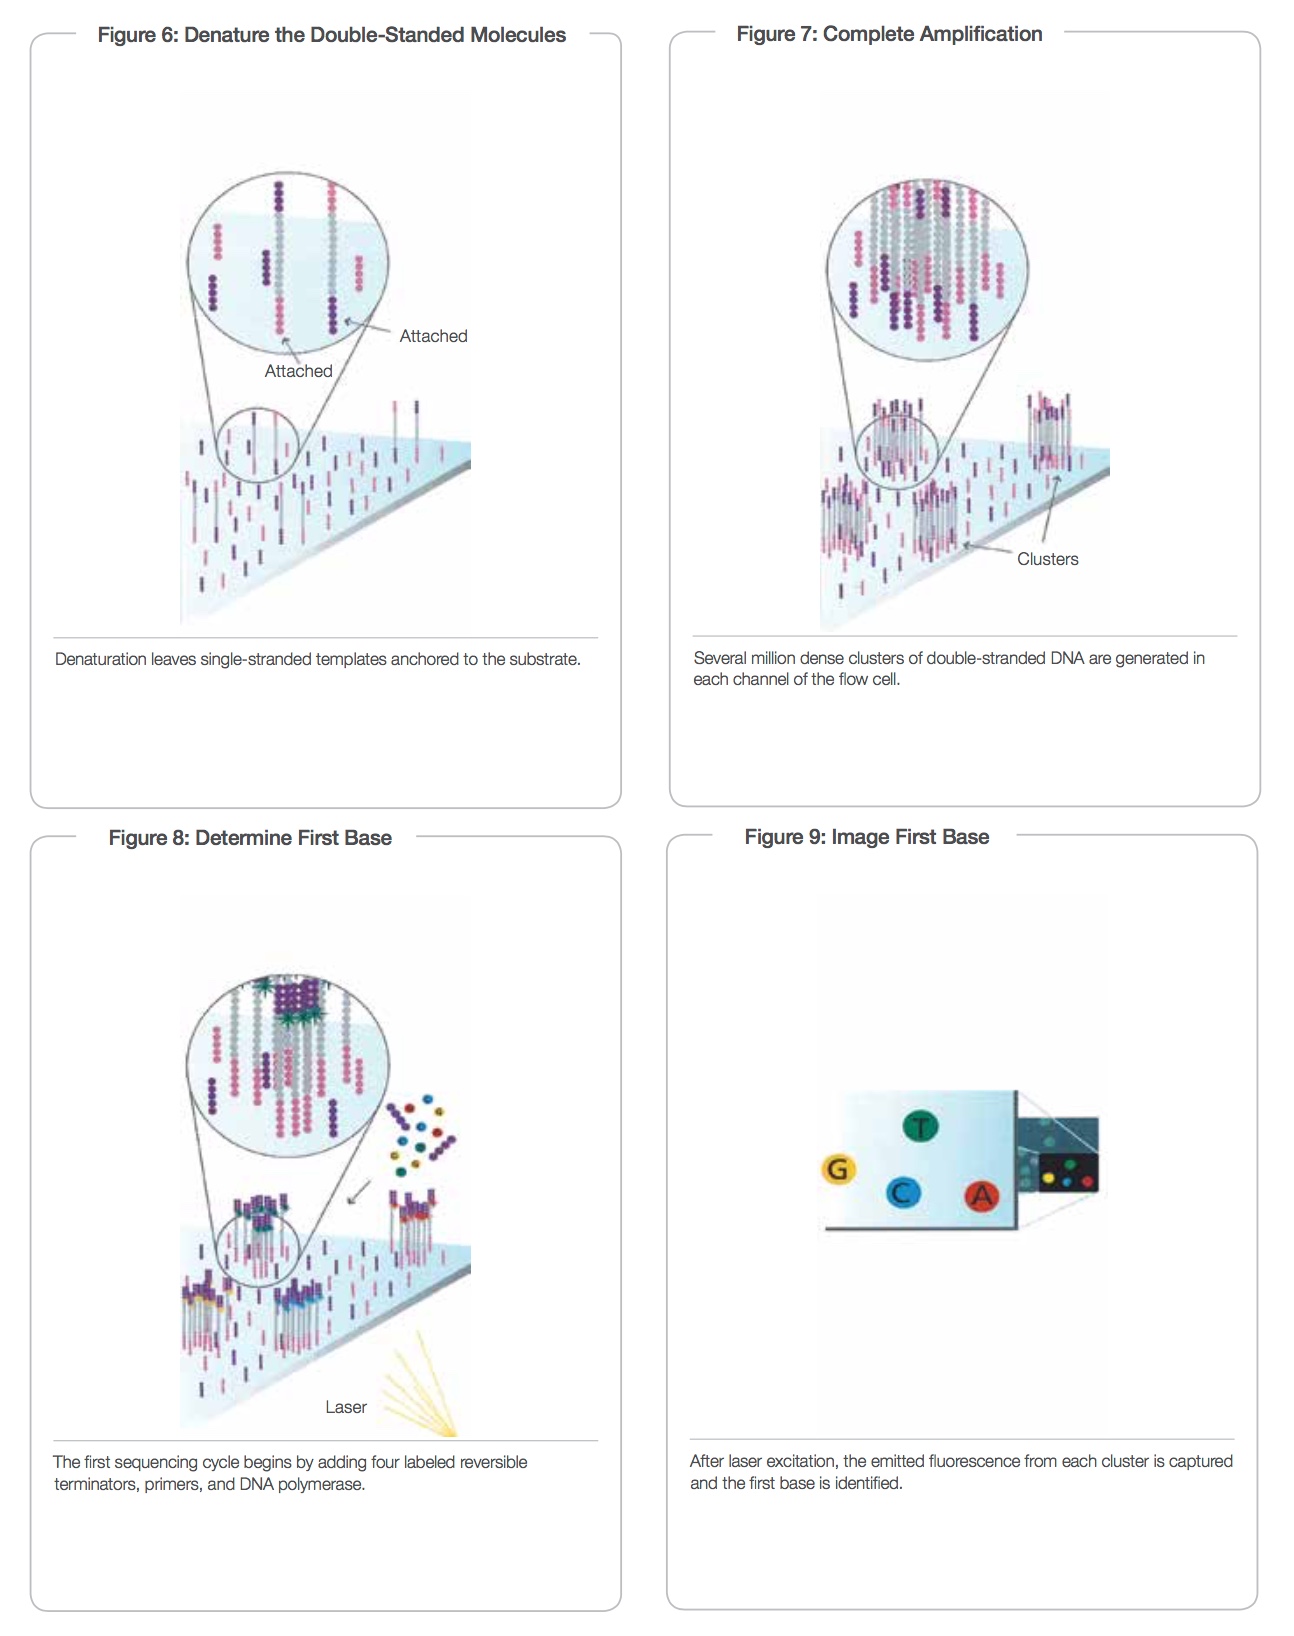 Figure 6: Denature the Double-Standed Molecules
Attached
Attached
Denaturation leaves single-stranded templates anchored to the substrate.
Figure 7: Complete Amplification
Clusters
Several million dense clusters of double-stranded DNA are generated in
each channel of the flow cell.
Figure 8: Determine First Base
Laser
The first sequencing cycle begins by adding four labeled reversible
terminators, primers, and DNA polymerase.
Figure 9: Image First Base
T
G
C
A
After laser excitation, the emitted fluorescence from each cluster is captured
and the first base is identified.